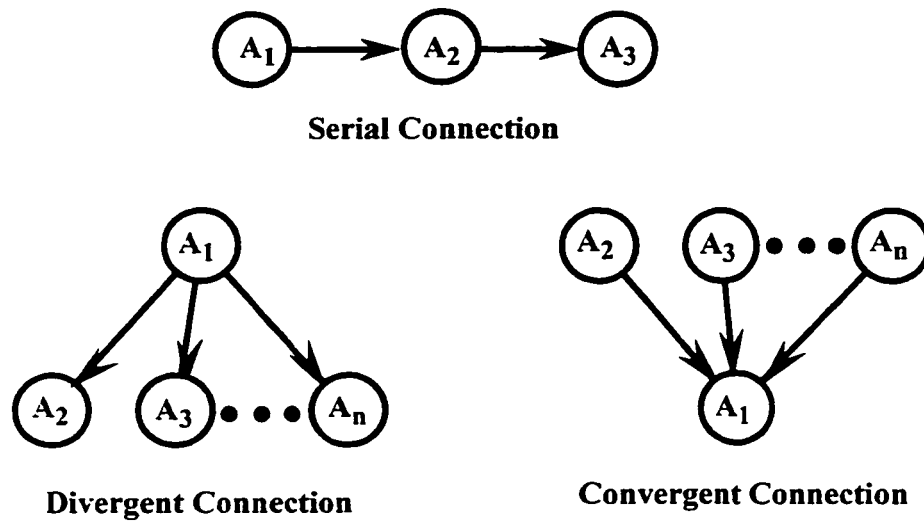 A1 A2 A3
Serial Connection
A1
A2 A3 An
Divergent Connection
A2 A3 An
A1
Convergent Connection